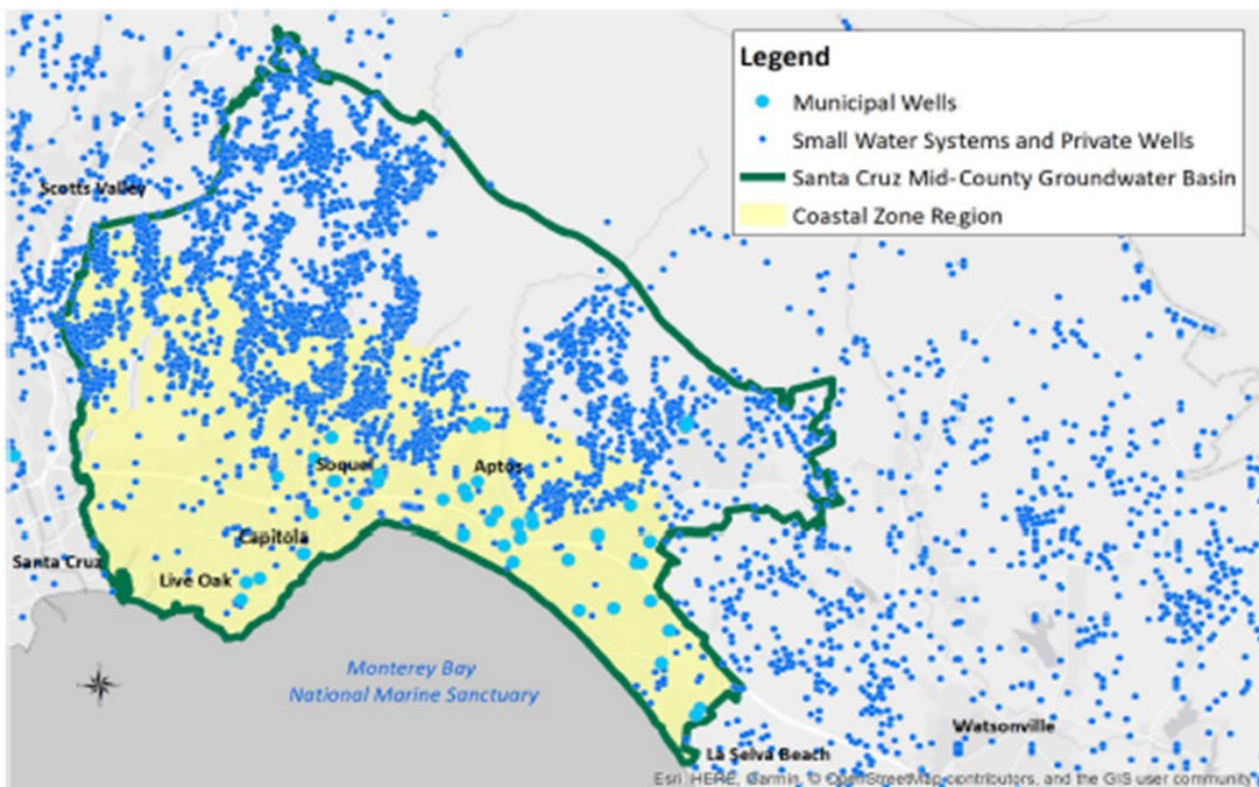 Legend
Municipal Wells
Small Water Systems and Private Wells
Santa Cruz Mid-County Groundwater Basin
Coastal Zone Region
Scotts Valley
Soquel
Aptos
Capitola
Santa Cruz
Live Oak
Monterey Bay
National Marine Sanctuary
Watsonville
La Selva Beach
Esri, HERE, Garmin, © OpenStreetMap contributors, and the GIS user community